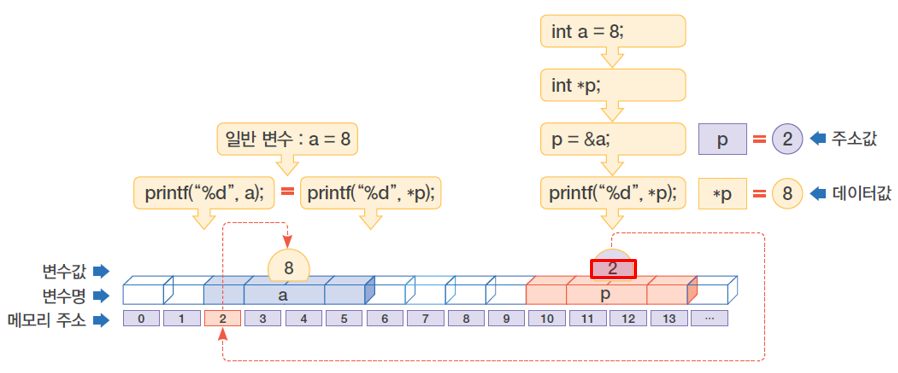 int a = 8;
int *p;
일반 변수 : a = 8
p = &a;
p = 2 주소값
printf(“%d”, a); = printf(“%d”, *p);
printf(“%d”, *p);
*p = 8 데이터값
변수값 8 2
변수명 a p
메모리 주소 0 1 2 3 4 5 6 7 8 9 10 11 12 13 ···